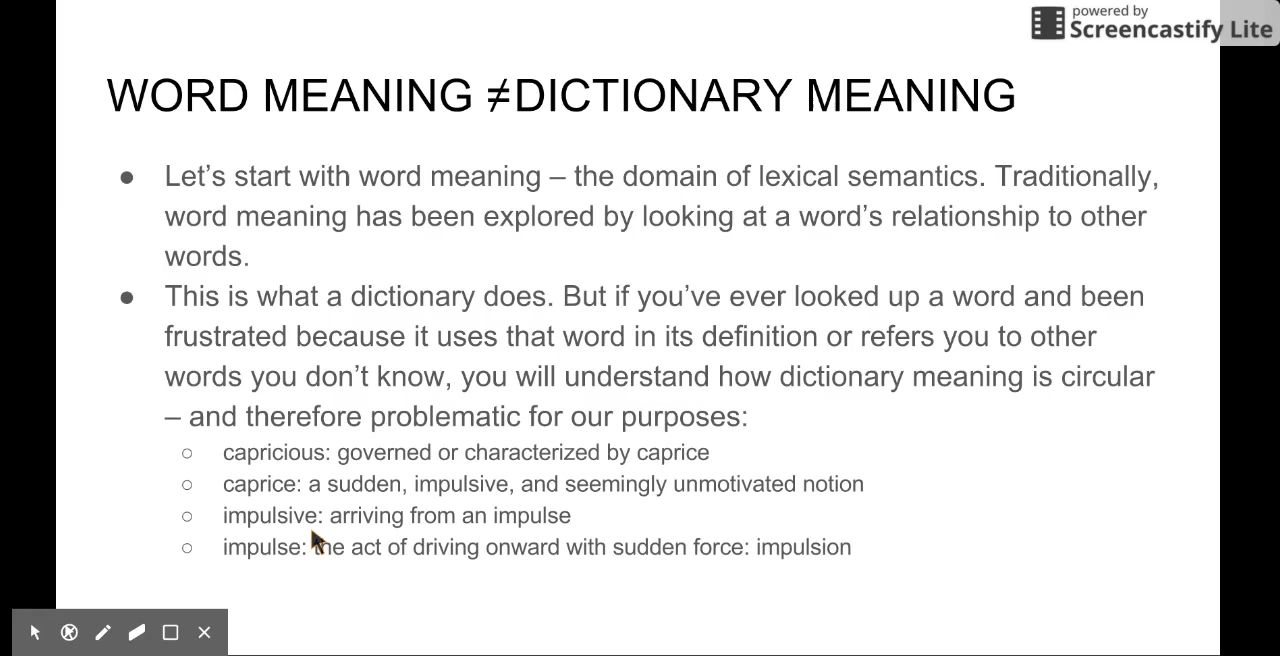 powered by
Screencastify Lite
WORD MEANING ≠DICTIONARY MEANING
● Let’s start with word meaning – the domain of lexical semantics. Traditionally,
word meaning has been explored by looking at a word’s relationship to other
words.
● This is what a dictionary does. But if you’ve ever looked up a word and been
frustrated because it uses that word in its definition or refers you to other
words you don’t know, you will understand how dictionary meaning is circular
– and therefore problematic for our purposes:
○ capricious: governed or characterized by caprice
○ caprice: a sudden, impulsive, and seemingly unmotivated notion
○ impulsive: arriving from an impulse
○ impulse: the act of driving onward with sudden force: impulsion